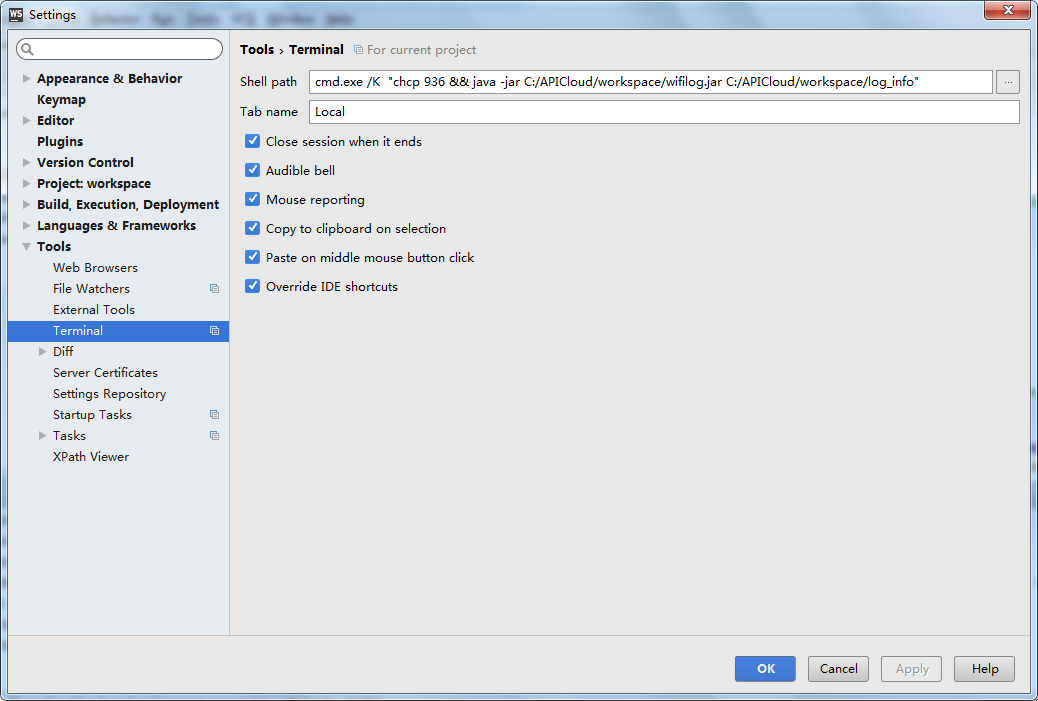 WS Settings
Appearance & Behavior
Keymap
Editor
Plugins
Version Control
Project: workspace
Build, Execution, Deployment
Languages & Frameworks
Tools
Web Browsers
File Watchers
External Tools
Terminal
Diff
Server Certificates
Settings Repository
Startup Tasks
Tasks
XPath Viewer
Tools › Terminal For current project
Shell path cmd.exe /K  "chcp 936 && java -jar C:/APICloud/workspace/wifilog.jar C:/APICloud/workspace/log_info" ...
Tab name Local
Close session when it ends
Audible bell
Mouse reporting
Copy to clipboard on selection
Paste on middle mouse button click
Override IDE shortcuts
OK Cancel Apply Help